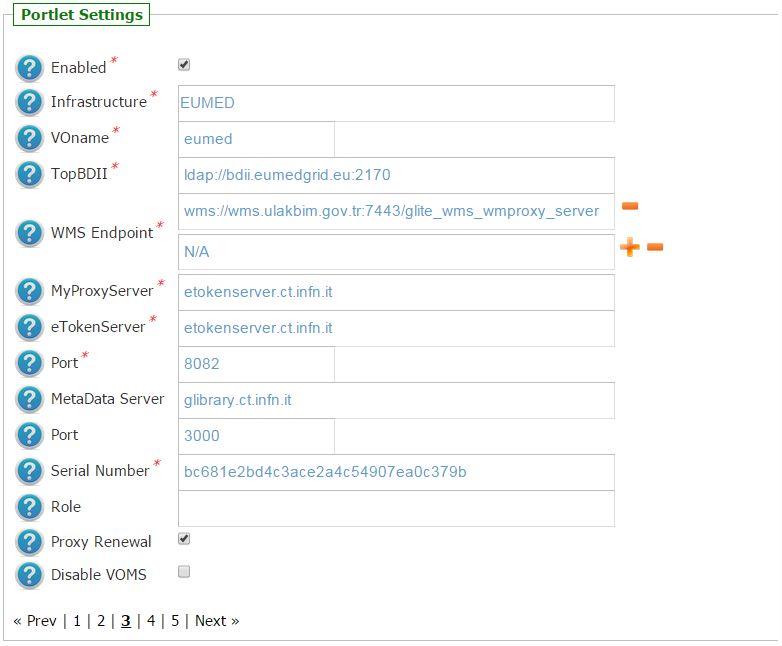 Portlet Settings
Enabled*
Infrastructure* EUMED
VOname* eumed
TopBDII* ldap://bdii.eumedgrid.eu:2170
wms://wms.ulakbim.gov.tr:7443/glite_wms_wmproxy_server
WMS Endpoint*
N/A
MyProxyServer* etokenserver.ct.infn.it
eTokenServer* etokenserver.ct.infn.it
Port* 8082
MetaData Server glibrary.ct.infn.it
Port 3000
Serial Number* bc681e2bd4c3ace2a4c54907ea0c379b
Role
Proxy Renewal
Disable VOMS
« Prev | 1 | 2 | 3 | 4 | 5 | Next »